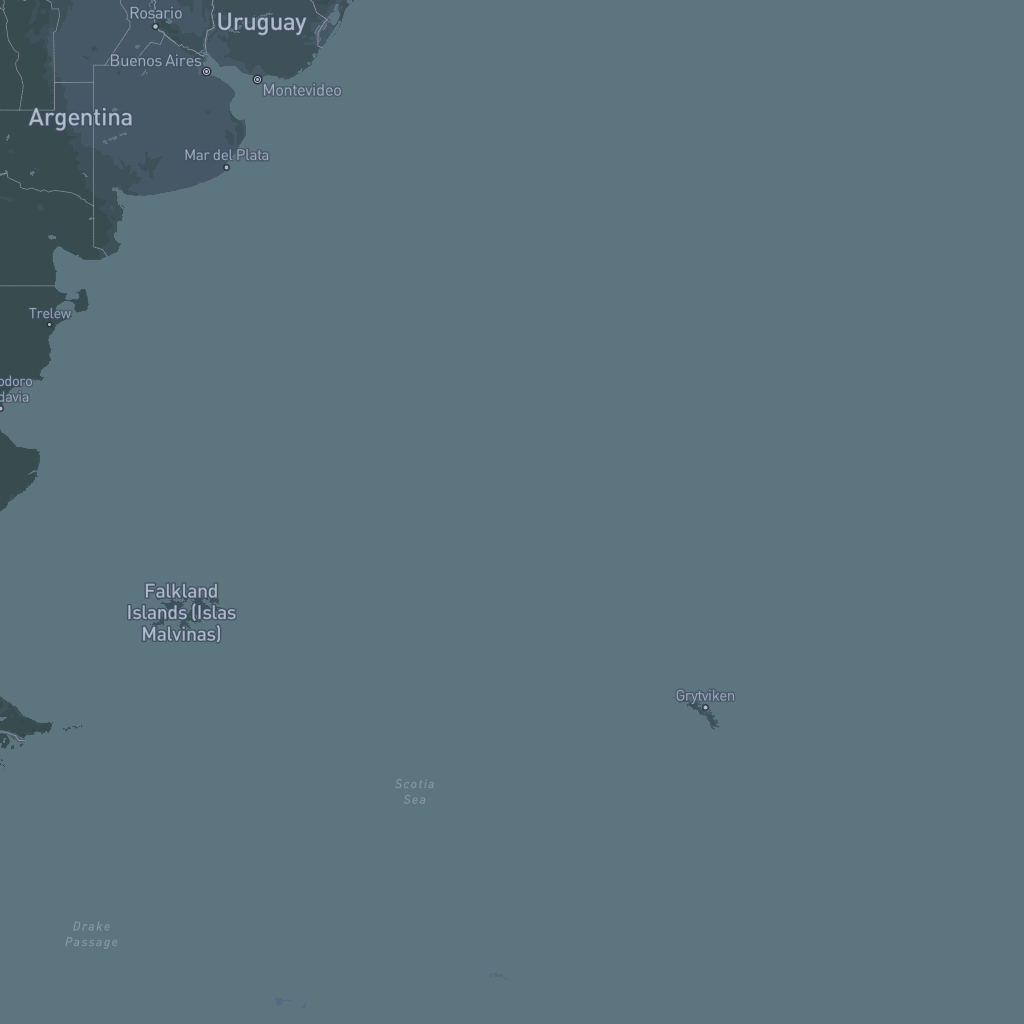 Rosario
Uruguay
Buenos Aires
Montevideo
Argentina
Mar del Plata
Trelew
odoro
davia
Falkland
Islands (Islas
Malvinas)
Grytviken
Scotia
Sea
Drake
Passage